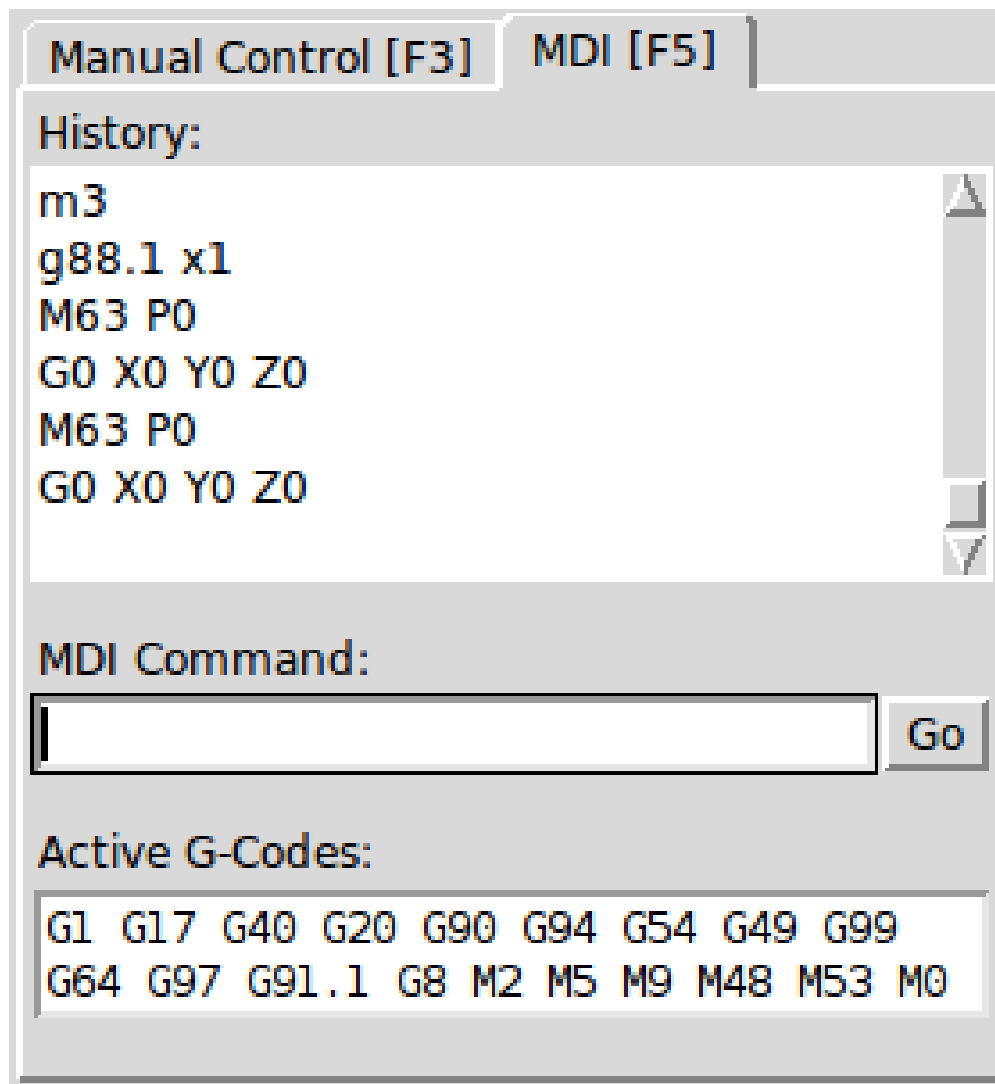 Manual Control [F3] MDI [F5]
History:
m3
g88.1 x1
M63 P0
G0 X0 Y0 Z0
M63 P0
G0 X0 Y0 Z0
MDI Command:
Go
Active G-Codes:
G1 G17 G40 G20 G90 G94 G54 G49 G99
G64 G97 G91.1 G8 M2 M5 M9 M48 M53 M0